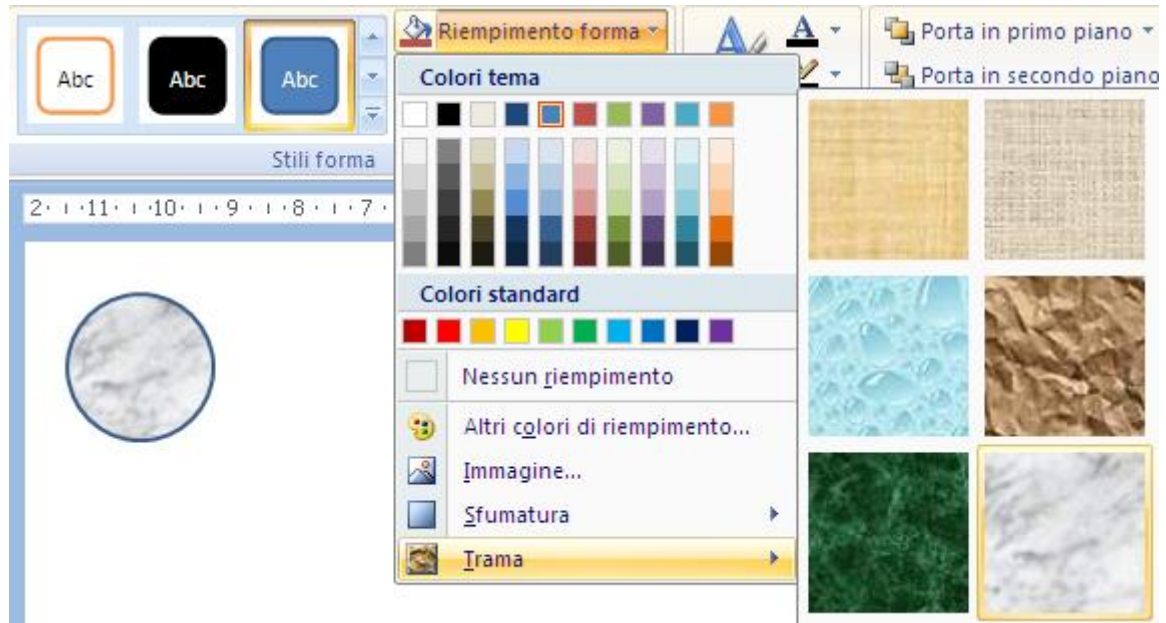 Abc
Abc
Abc
Stili forma
Riempimento forma
A
A
Porta in primo piano
Porta in secondo piano
2· ı ·11· ı ·10· ı · 9 · ı · 8 · ı · 7 ·
Colori tema
Colori standard
Nessun riempimento
Altri colori di riempimento...
Immagine...
Sfumatura
Trama